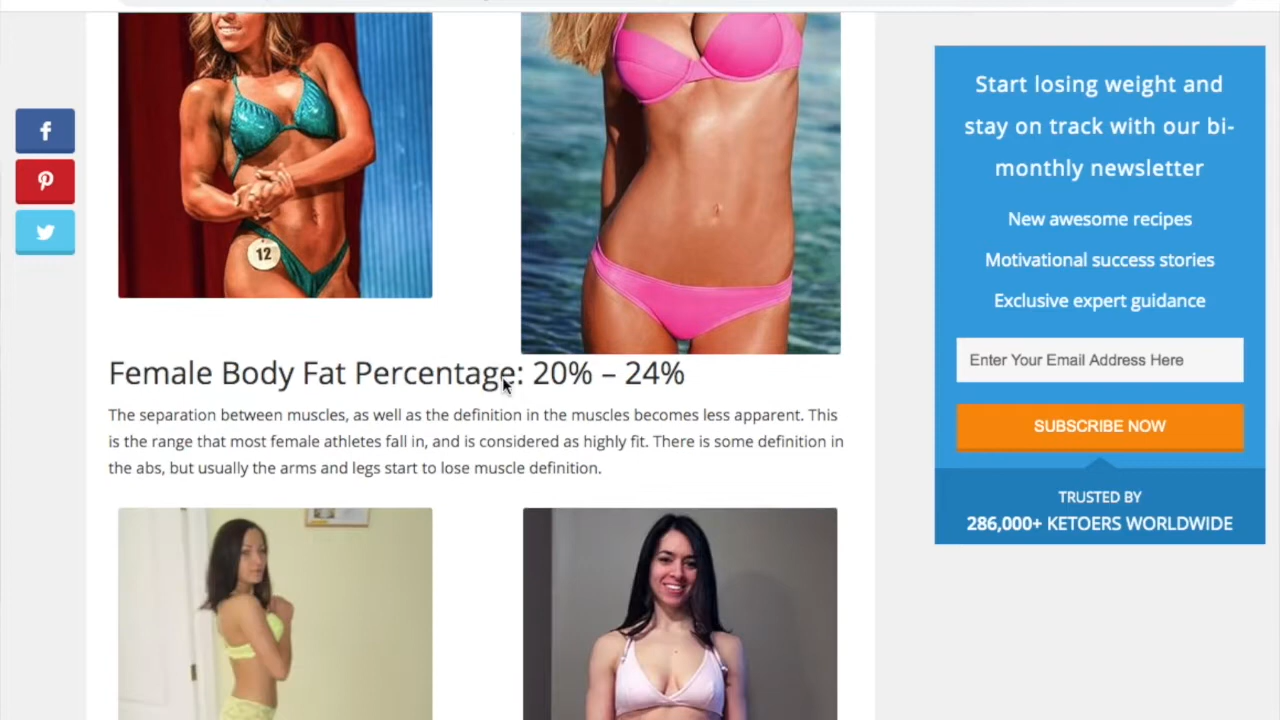 12
Female Body Fat Percentage: 20% – 24%
The separation between muscles, as well as the definition in the muscles becomes less apparent. This
is the range that most female athletes fall in, and is considered as highly fit. There is some definition in
the abs, but usually the arms and legs start to lose muscle definition.
Start losing weight and
stay on track with our bi-
monthly newsletter
New awesome recipes
Motivational success stories
Exclusive expert guidance
Enter Your Email Address Here
SUBSCRIBE NOW
TRUSTED BY
286,000+ KETOERS WORLDWIDE